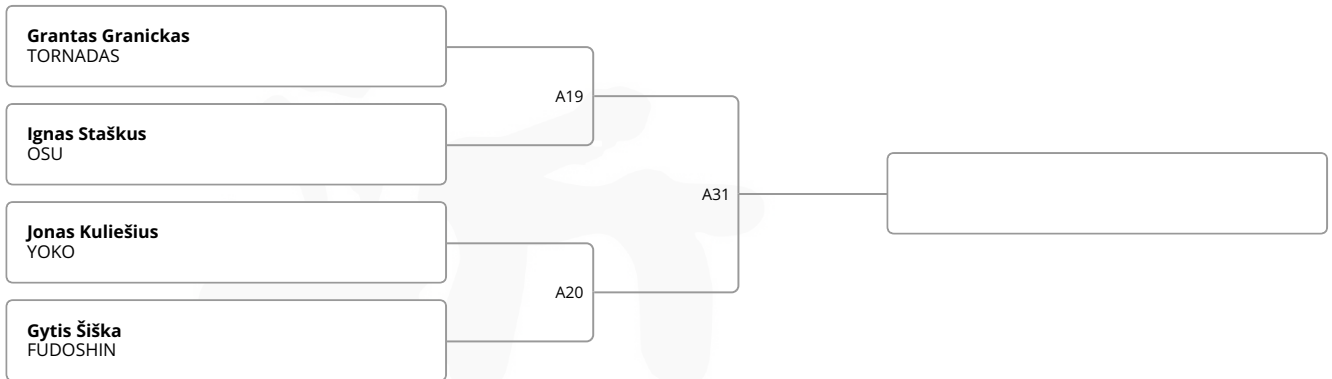 Grantas Granickas
TORNADAS
A19
Ignas Staškus
OSU
A31
Jonas Kuliešius
YOKO
A20
Gytis Šiška
FUDOSHIN